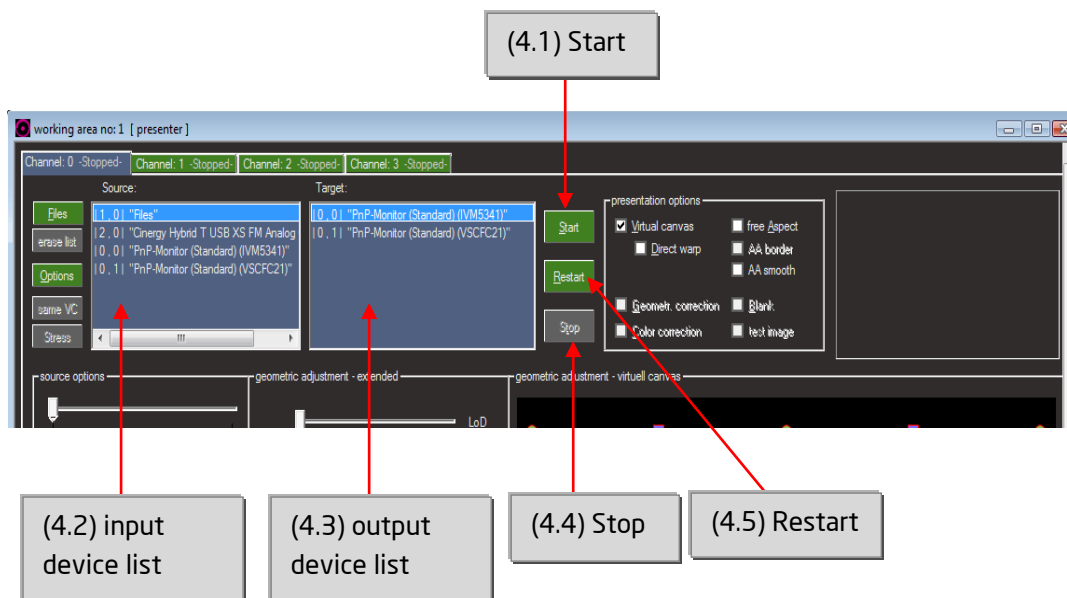 (4.1) Start
working area no: 1 [ presenter ]
Channel: 0 -Stopped- Channel: 1 -Stopped- Channel: 2 -Stopped- Channel: 3 -Stopped-
Source: Target:
Files
erase list
Options
same VC
Stress
|1, 0| "Files"
|2, 0| "Cinergy Hybrid T USB XS FM Analog
|0, 0| "PnP-Monitor (Standard) (IVM5341)"
|0, 1| "PnP-Monitor (Standard) (VSCFC21)"
|0, 0| "PnP-Monitor (Standard) (IVM5341)"
|0, 1| "PnP-Monitor (Standard) (VSCFC21)"
Start
Restart
Stop
presentation options
Virtual canvas free Aspect
Direct warp AA border
AA smooth
Geometr. correction Blank
Color correction test image
source options geometric adjustment - extended geometric adjustment - virtuell canvas
LoD
(4.2) input
device list
(4.3) output
device list
(4.4) Stop
(4.5) Restart